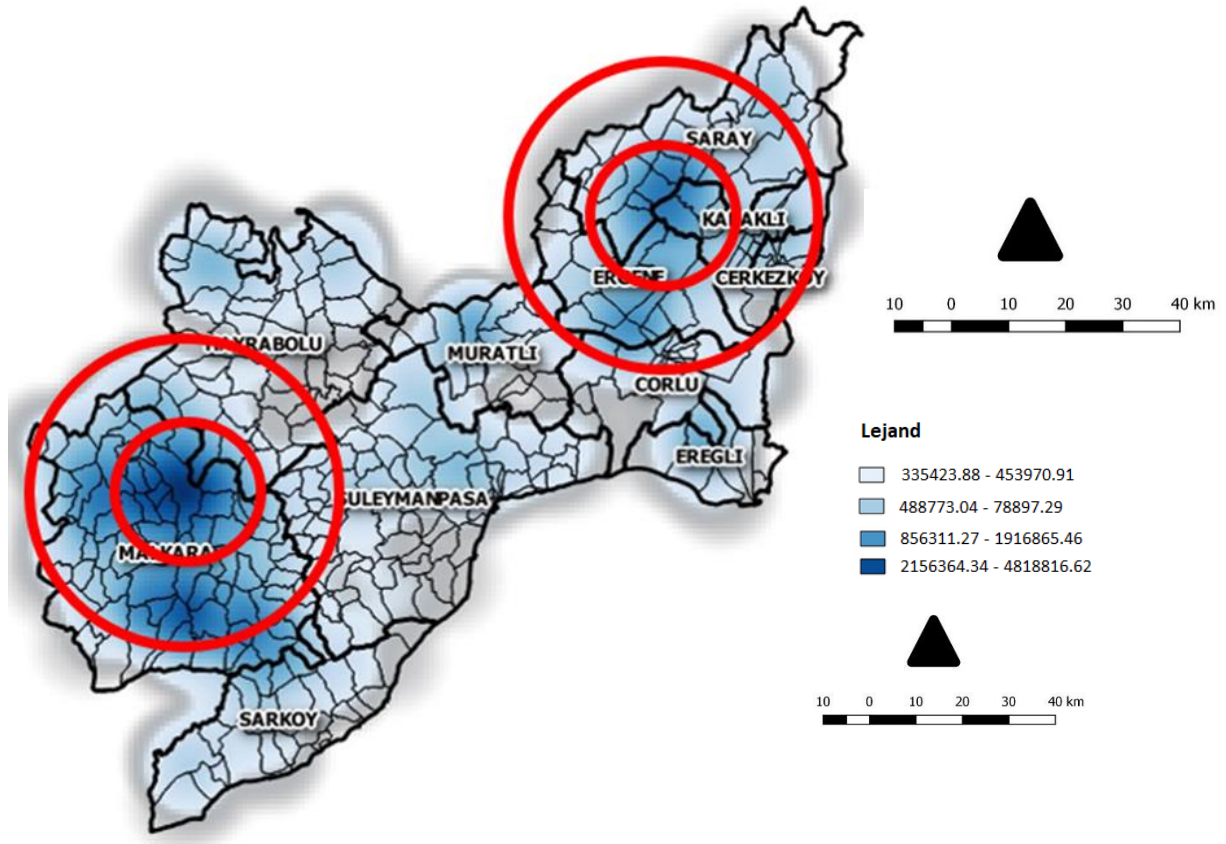 SARAY
KAPAKLI
ERGENE
CERKEZKOY
HAYRABOLU
MURATLI
CORLU
EREGLI
SULEYMANPASA
MALKARA
SARKOY
10 0 10 20 30 40 km
Lejand
335423.88 - 453970.91
488773.04 - 78897.29
856311.27 - 1916865.46
2156364.34 - 4818816.62
10 0 10 20 30 40 km